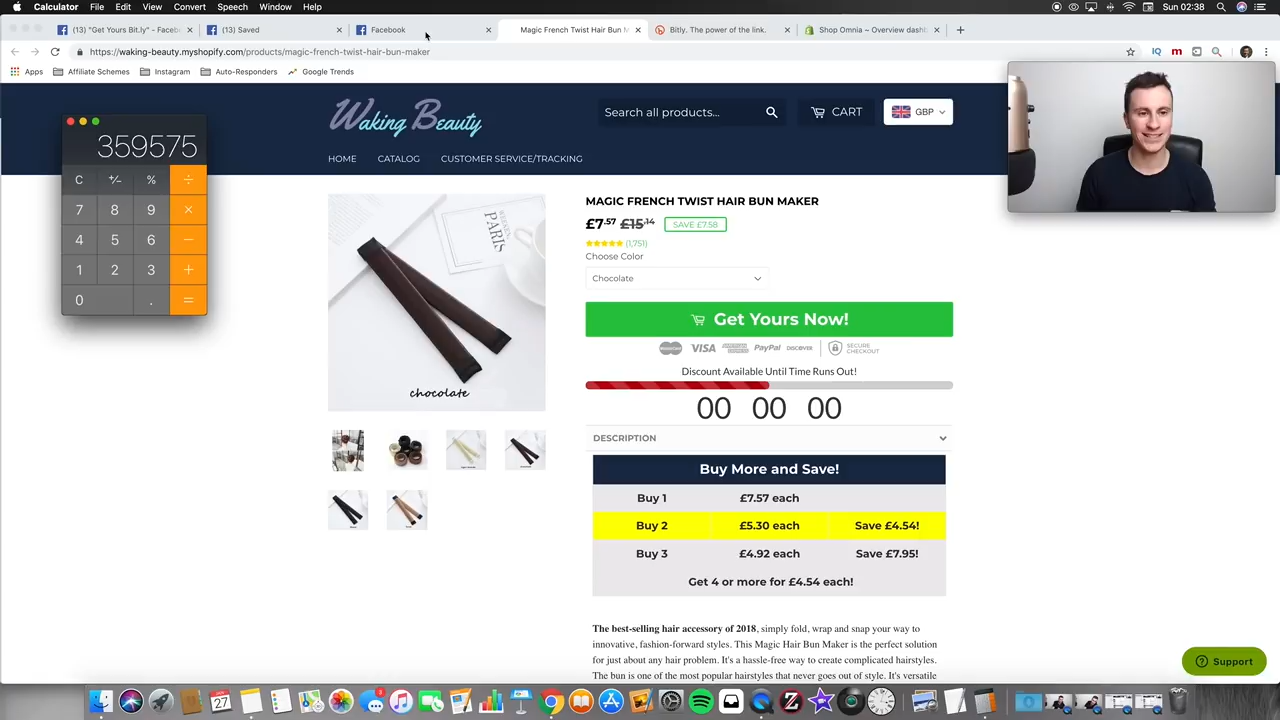 Calculator File Edit View Convert Speech Window Help
Sun 02:38
(13) "Get Yours Bit.ly" - Faceb
(13) Saved
Facebook
Magic French Twist Hair Bun M
Bitly. The power of the link.
Shop Omnia ~ Overview dashb
https://waking-beauty.myshopify.com/products/magic-french-twist-hair-bun-maker
Apps Affiliate Schemes Instagram Auto-Responders Google Trends
Waking Beauty
Search all products...
CART
GBP
HOME CATALOG CUSTOMER SERVICE/TRACKING
359575
C +/− % ÷
7 8 9 ×
4 5 6 −
1 2 3 +
0 . =
PARIS
chocolate
MAGIC FRENCH TWIST HAIR BUN MAKER
£7.57 £15.14 SAVE £7.58
(1,751)
Choose Color
Chocolate
Get Yours Now!
VISA PayPal DISCOVER SECURE CHECKOUT
Discount Available Until Time Runs Out!
00 00 00
DESCRIPTION
Buy More and Save!
Buy 1 £7.57 each
Buy 2 £5.30 each Save £4.54!
Buy 3 £4.92 each Save £7.95!
Get 4 or more for £4.54 each!
The best-selling hair accessory of 2018, simply fold, wrap and snap your way to
innovative, fashion-forward styles. This Magic Hair Bun Maker is the perfect solution
for just about any hair problem. It's a hassle-free way to create complicated hairstyles.
The bun is one of the most popular hairstyles that never goes out of style. It's versatile
Support
27
3